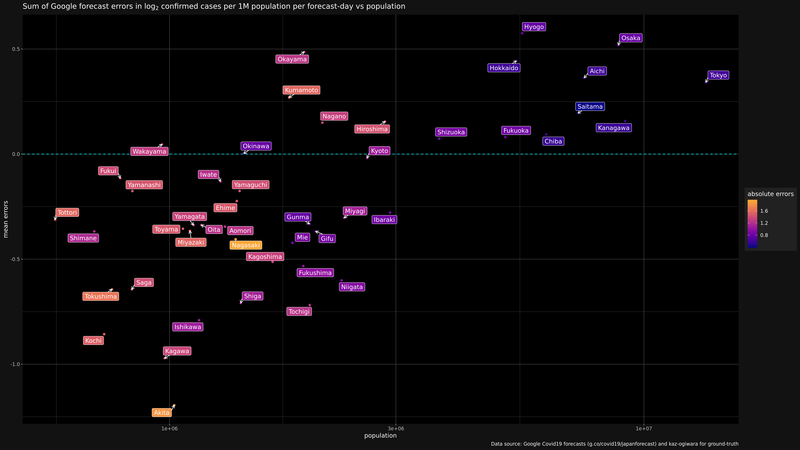 Sum of Google forecast errors in log₂ confirmed cases per 1M population per forecast-day vs population
Hyogo
Osaka
Okayama
Hokkaido
Aichi
Tokyo
Kumamoto
Saitama
Nagano
Hiroshima
Shizuoka
Fukuoka
Kanagawa
Chiba
Wakayama
Okinawa
Kyoto
Fukui
Iwate
Yamanashi
Yamaguchi
Tottori
Ehime
Yamagata
Gunma
Miyagi
Ibaraki
Toyama
Oita
Aomori
Shimane
Miyazaki
Nagasaki
Mie
Gifu
Kagoshima
Fukushima
Saga
Niigata
Tokushima
Shiga
Tochigi
Ishikawa
Kochi
Kagawa
Akita
0.5
0.0
-0.5
-1.0
mean errors
1e+06
3e+06
1e+07
population
absolute errors
1.6
1.2
0.8
Data source: Google Covid19 forecasts (g.co/covid19/japanforecast) and kaz-ogiwara for ground-truth